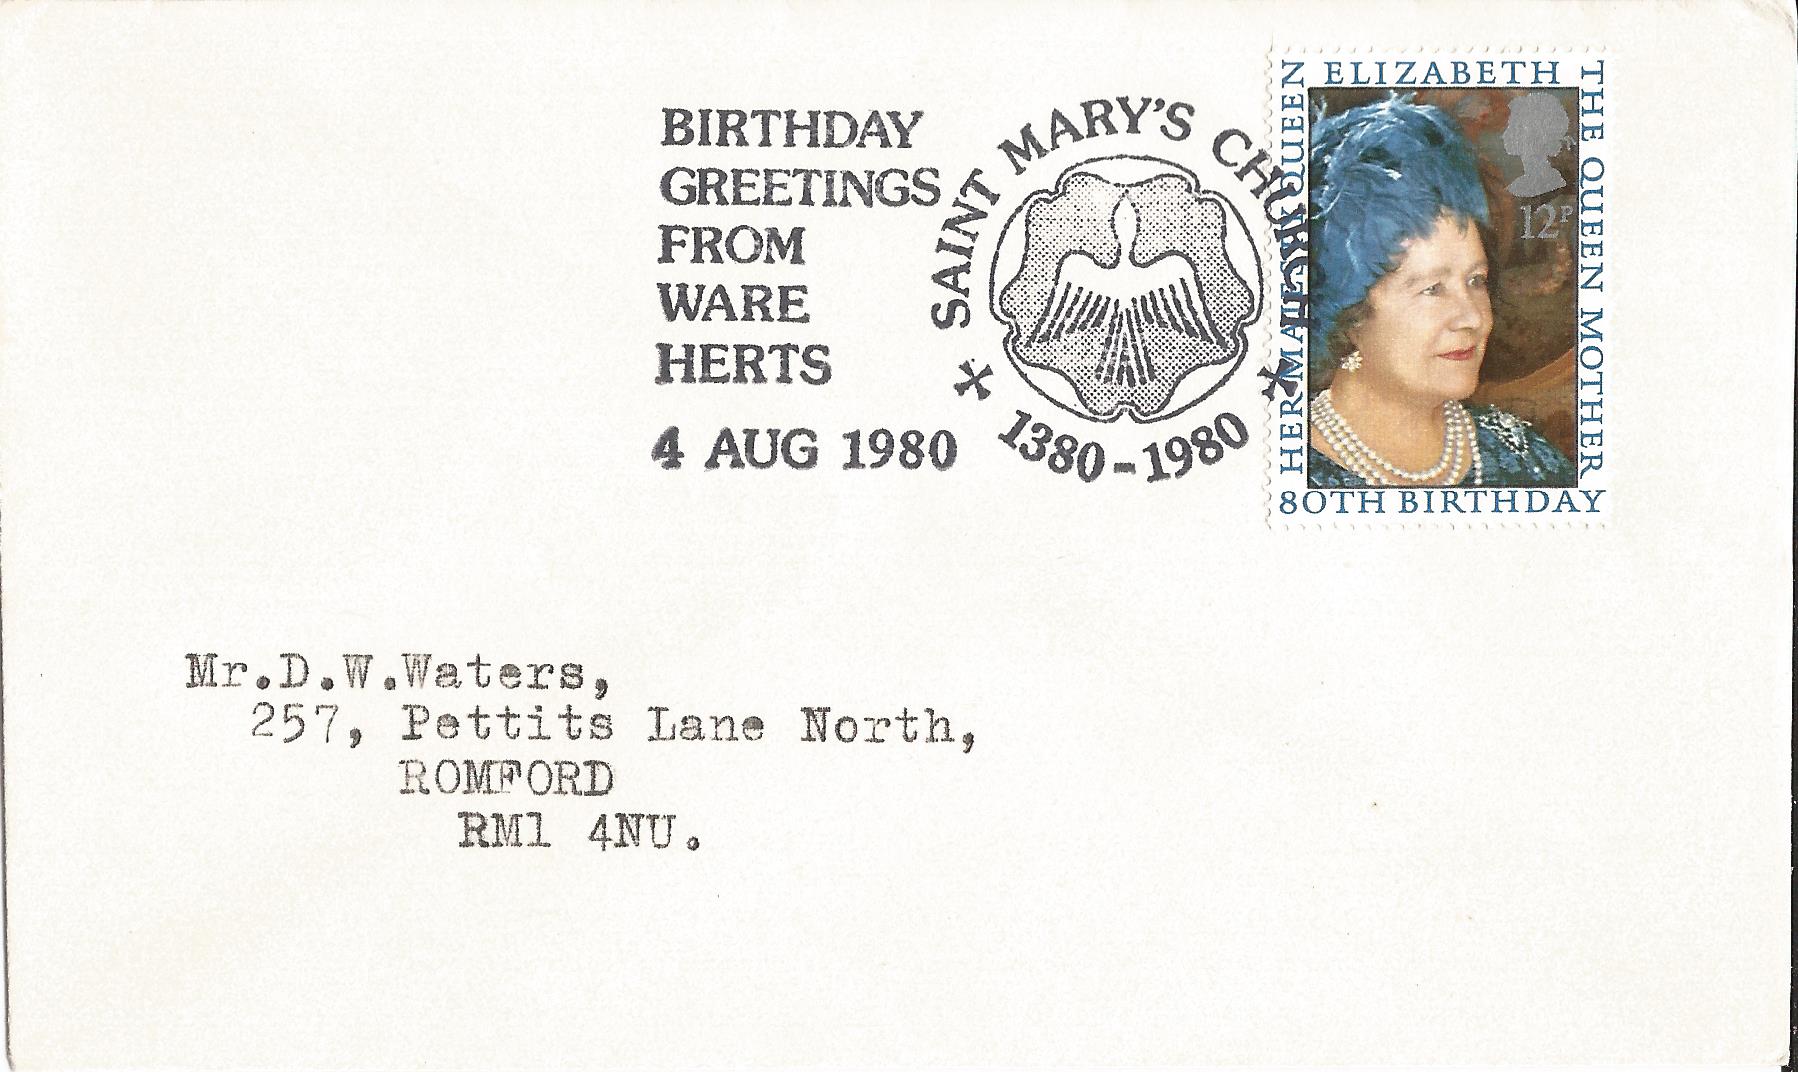 BIRTHDAY
GREETINGS
FROM
WARE
HERTS
4 AUG 1980
SAINT MARY'S CHURCH
1380-1980
HER MAJESTY QUEEN
ELIZABETH
THE QUEEN MOTHER
80TH BIRTHDAY
12P
Mr.D.W.Waters,
257, Pettits Lane North,
ROMFORD
RM1 4NU.